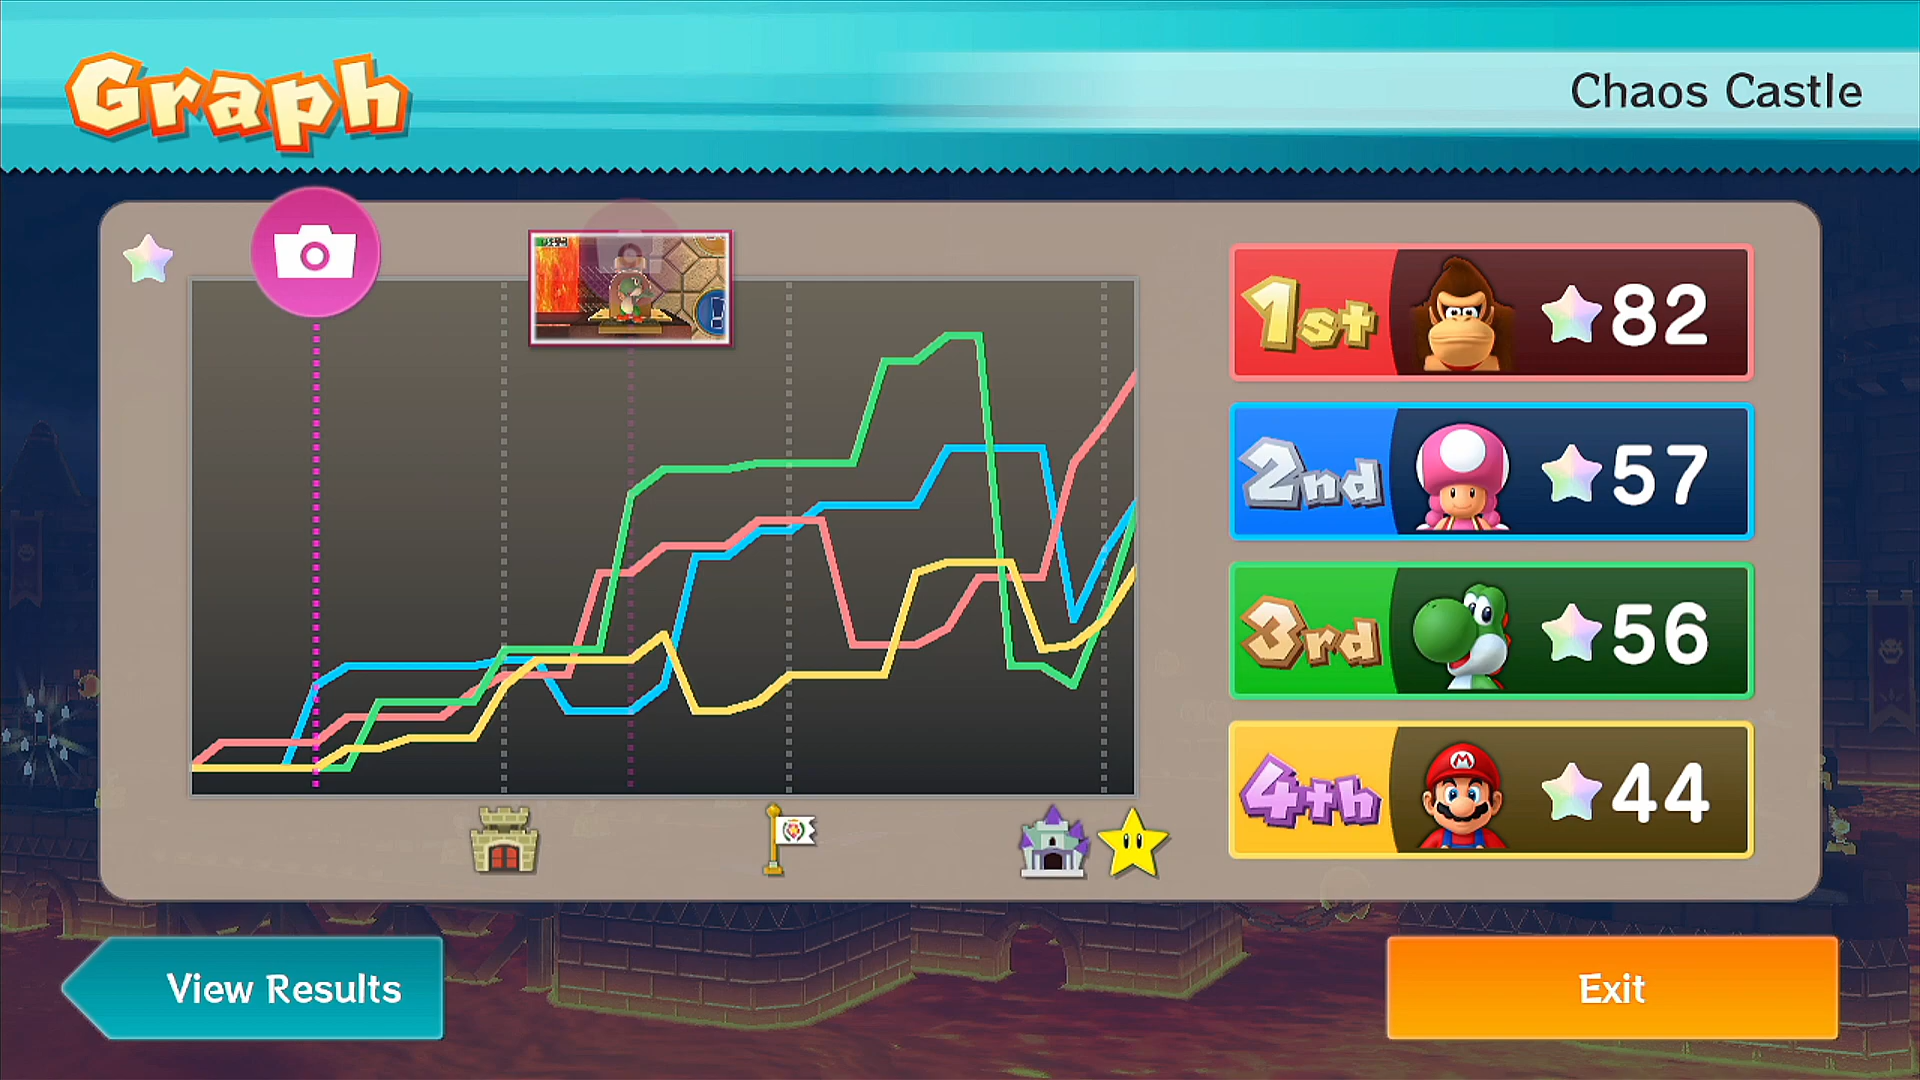 Graph
Chaos Castle
1st 82
2nd 57
3rd 56
4th 44
View Results
Exit